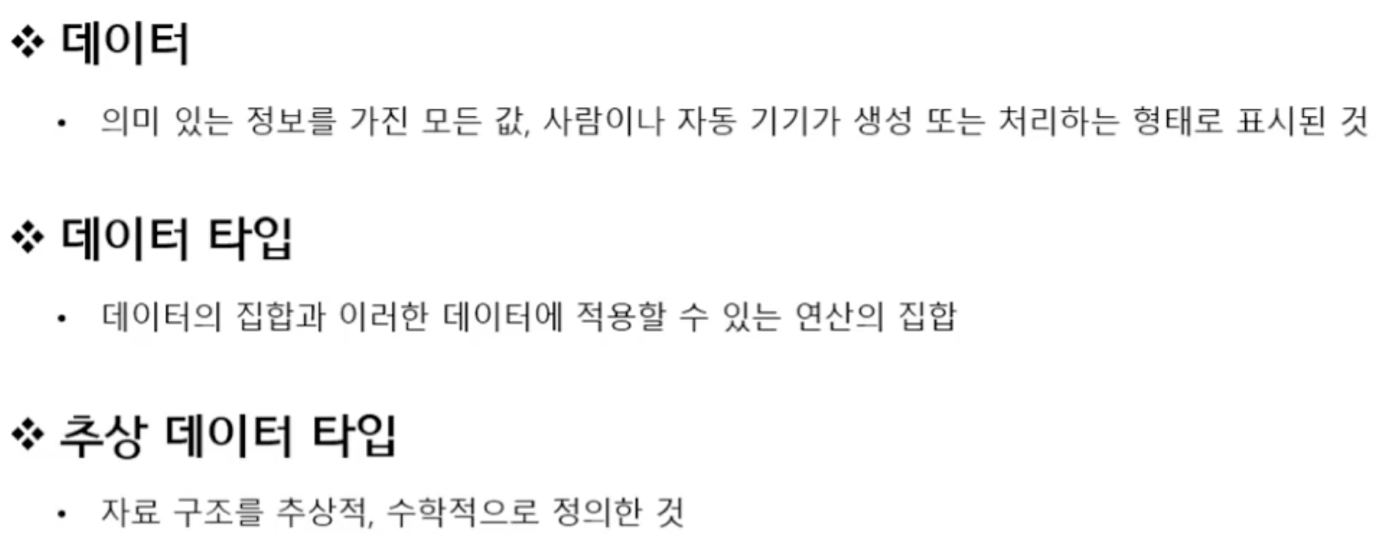 ❖ 데이터
• 의미 있는 정보를 가진 모든 값, 사람이나 자동 기기가 생성 또는 처리하는 형태로 표시된 것
❖ 데이터 타입
• 데이터의 집합과 이러한 데이터에 적용할 수 있는 연산의 집합
❖ 추상 데이터 타입
• 자료 구조를 추상적, 수학적으로 정의한 것